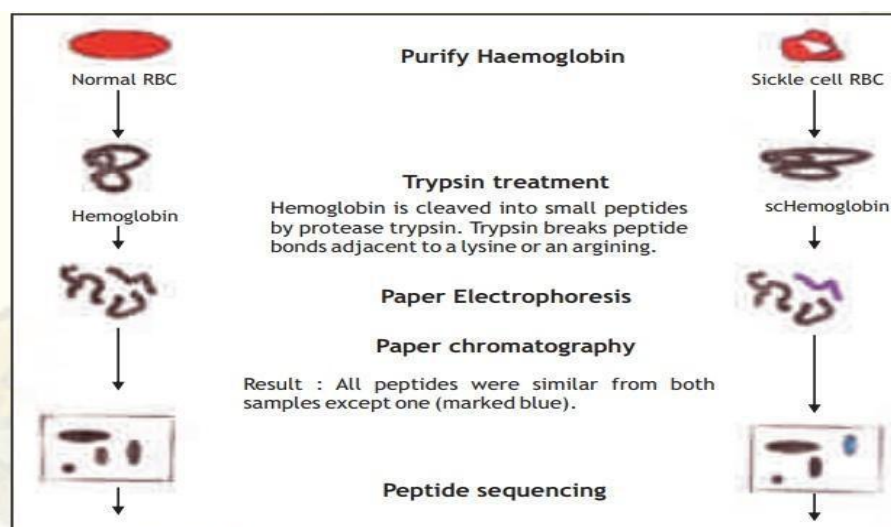 Purify Haemoglobin
Normal RBC
Sickle cell RBC
Trypsin treatment
Hemoglobin
Hemoglobin is cleaved into small peptides
by protease trypsin. Trypsin breaks peptide
bonds adjacent to a lysine or an argining.
scHemoglobin
Paper Electrophoresis
Paper chromatography
Result : All peptides were similar from both
samples except one (marked blue).
Peptide sequencing